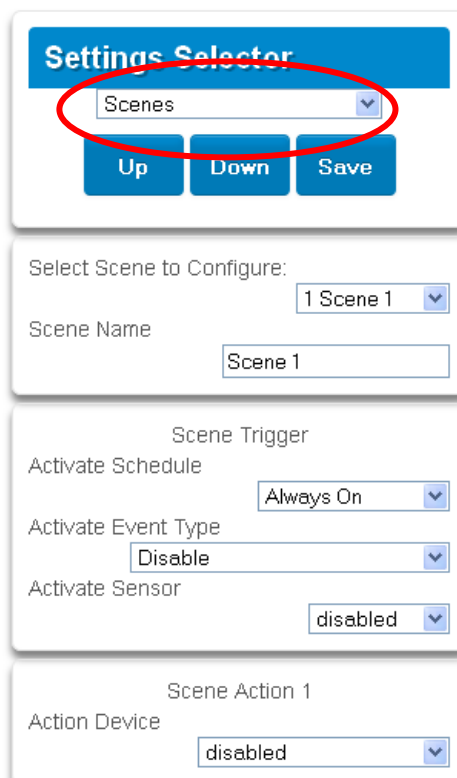 Settings Selector
Scenes
Up Down Save
Select Scene to Configure:
1 Scene 1
Scene Name
Scene 1
Scene Trigger
Activate Schedule
Always On
Activate Event Type
Disable
Activate Sensor
disabled
Scene Action 1
Action Device
disabled